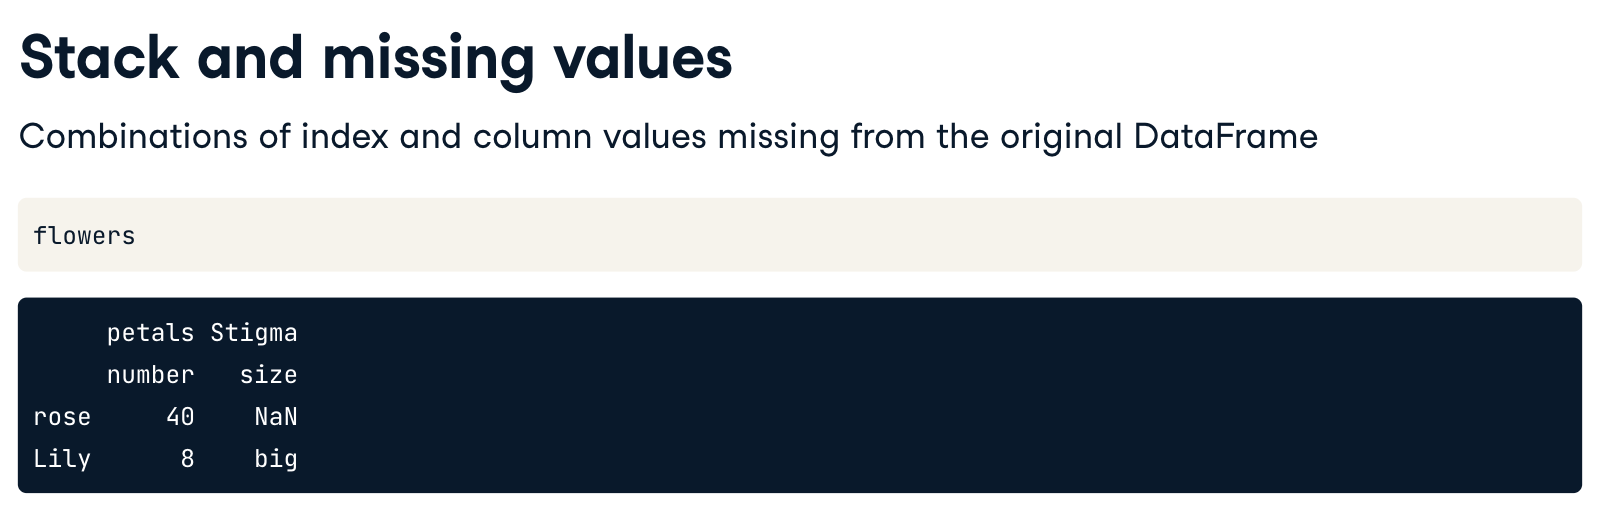 Stack and missing values
Combinations of index and column values missing from the original DataFrame
flowers
petals Stigma
number size
rose 40 NaN
Lily 8 big